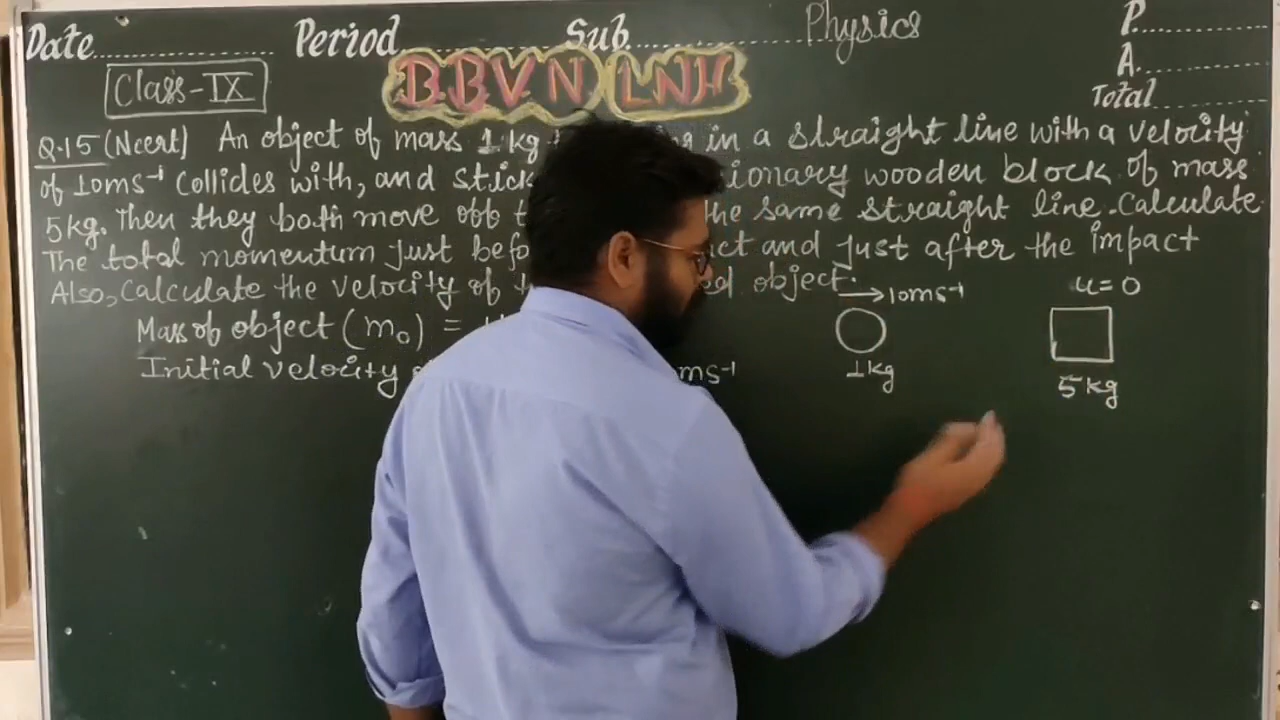 Date Period Sub Physics P.
A.
Total
Class-IX
BBVN LNH
Q.15 (Ncert) An object of mass 1 kg in a straight line with a velocity
of 10ms⁻¹ Collides with, and stick wooden block of mass
5kg. Then they both move off the same straight line. Calculate
The total momentum just and just after the impact
Also, Calculate the velocity of object.
→10ms⁻¹ u=0
Mass of object (m₀) =
Initial velocity ms⁻¹ 1kg 5kg